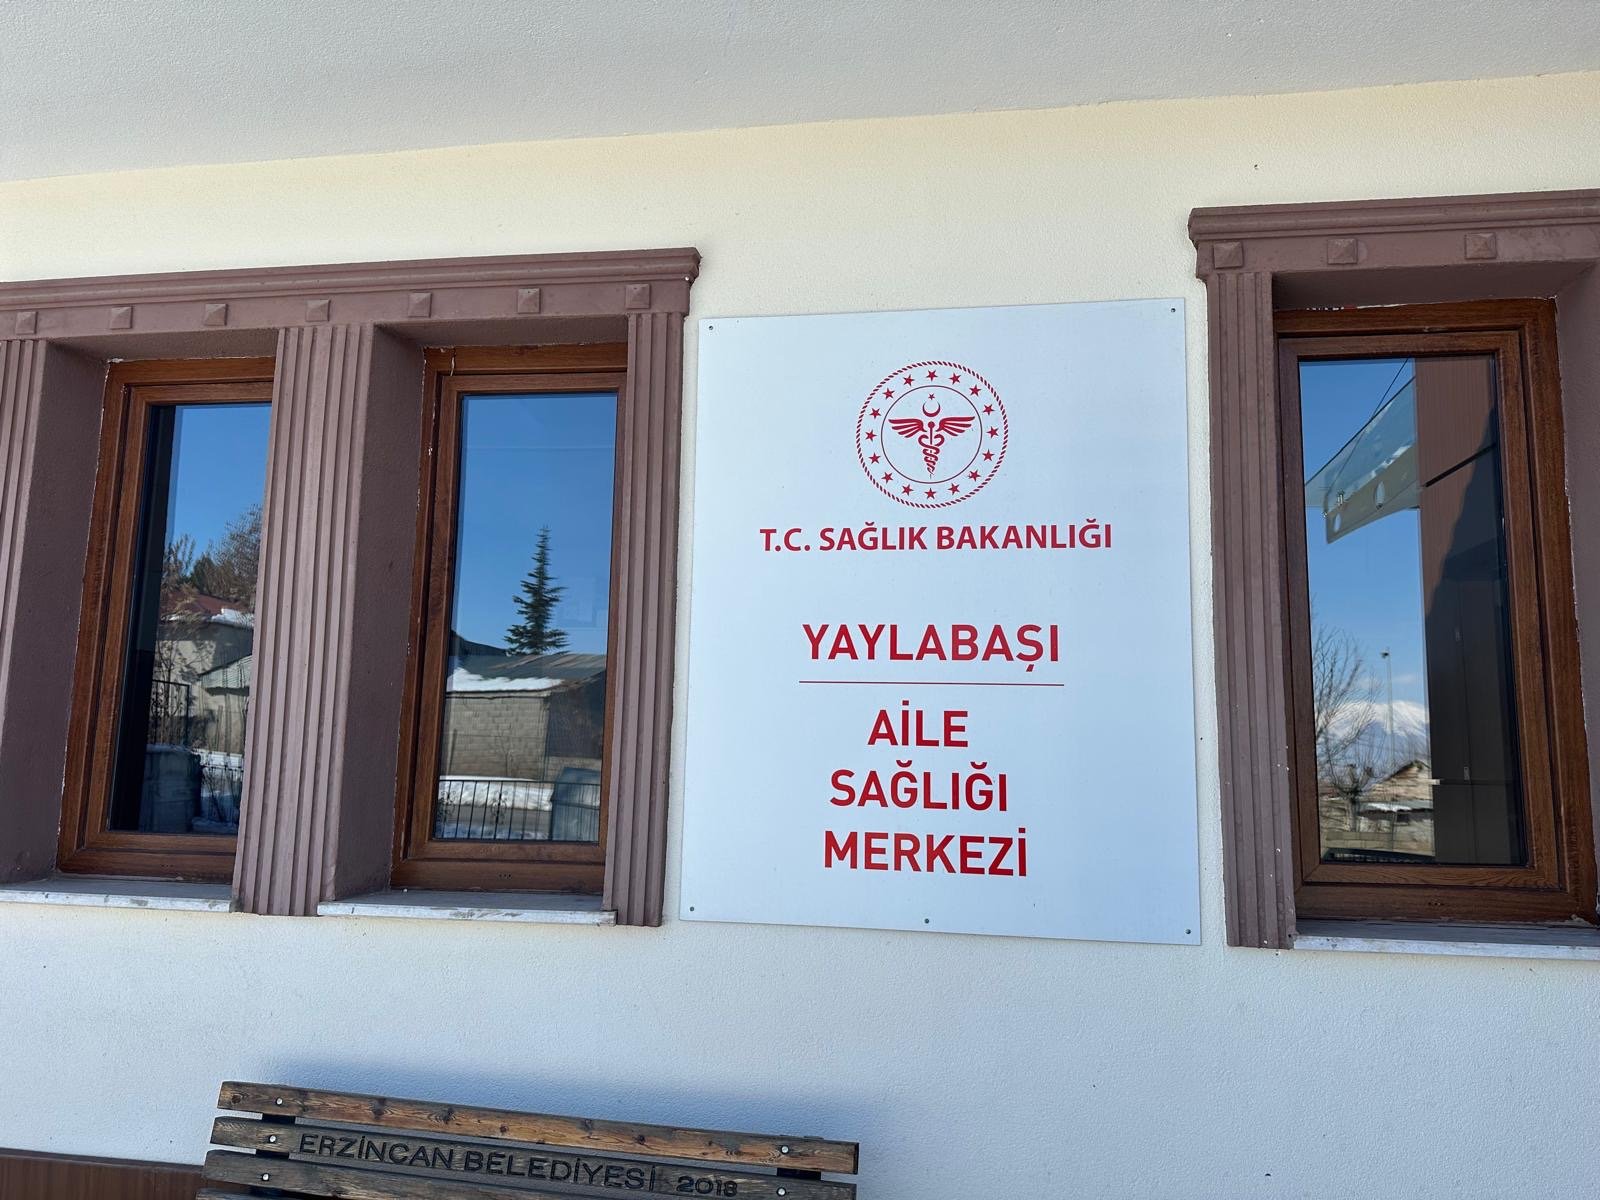 T.C. SAĞLIK BAKANLIĞI
YAYLABAŞI
AİLE
SAĞLIĞI
MERKEZİ
ERZİNCAN BELEDİYESİ 2018